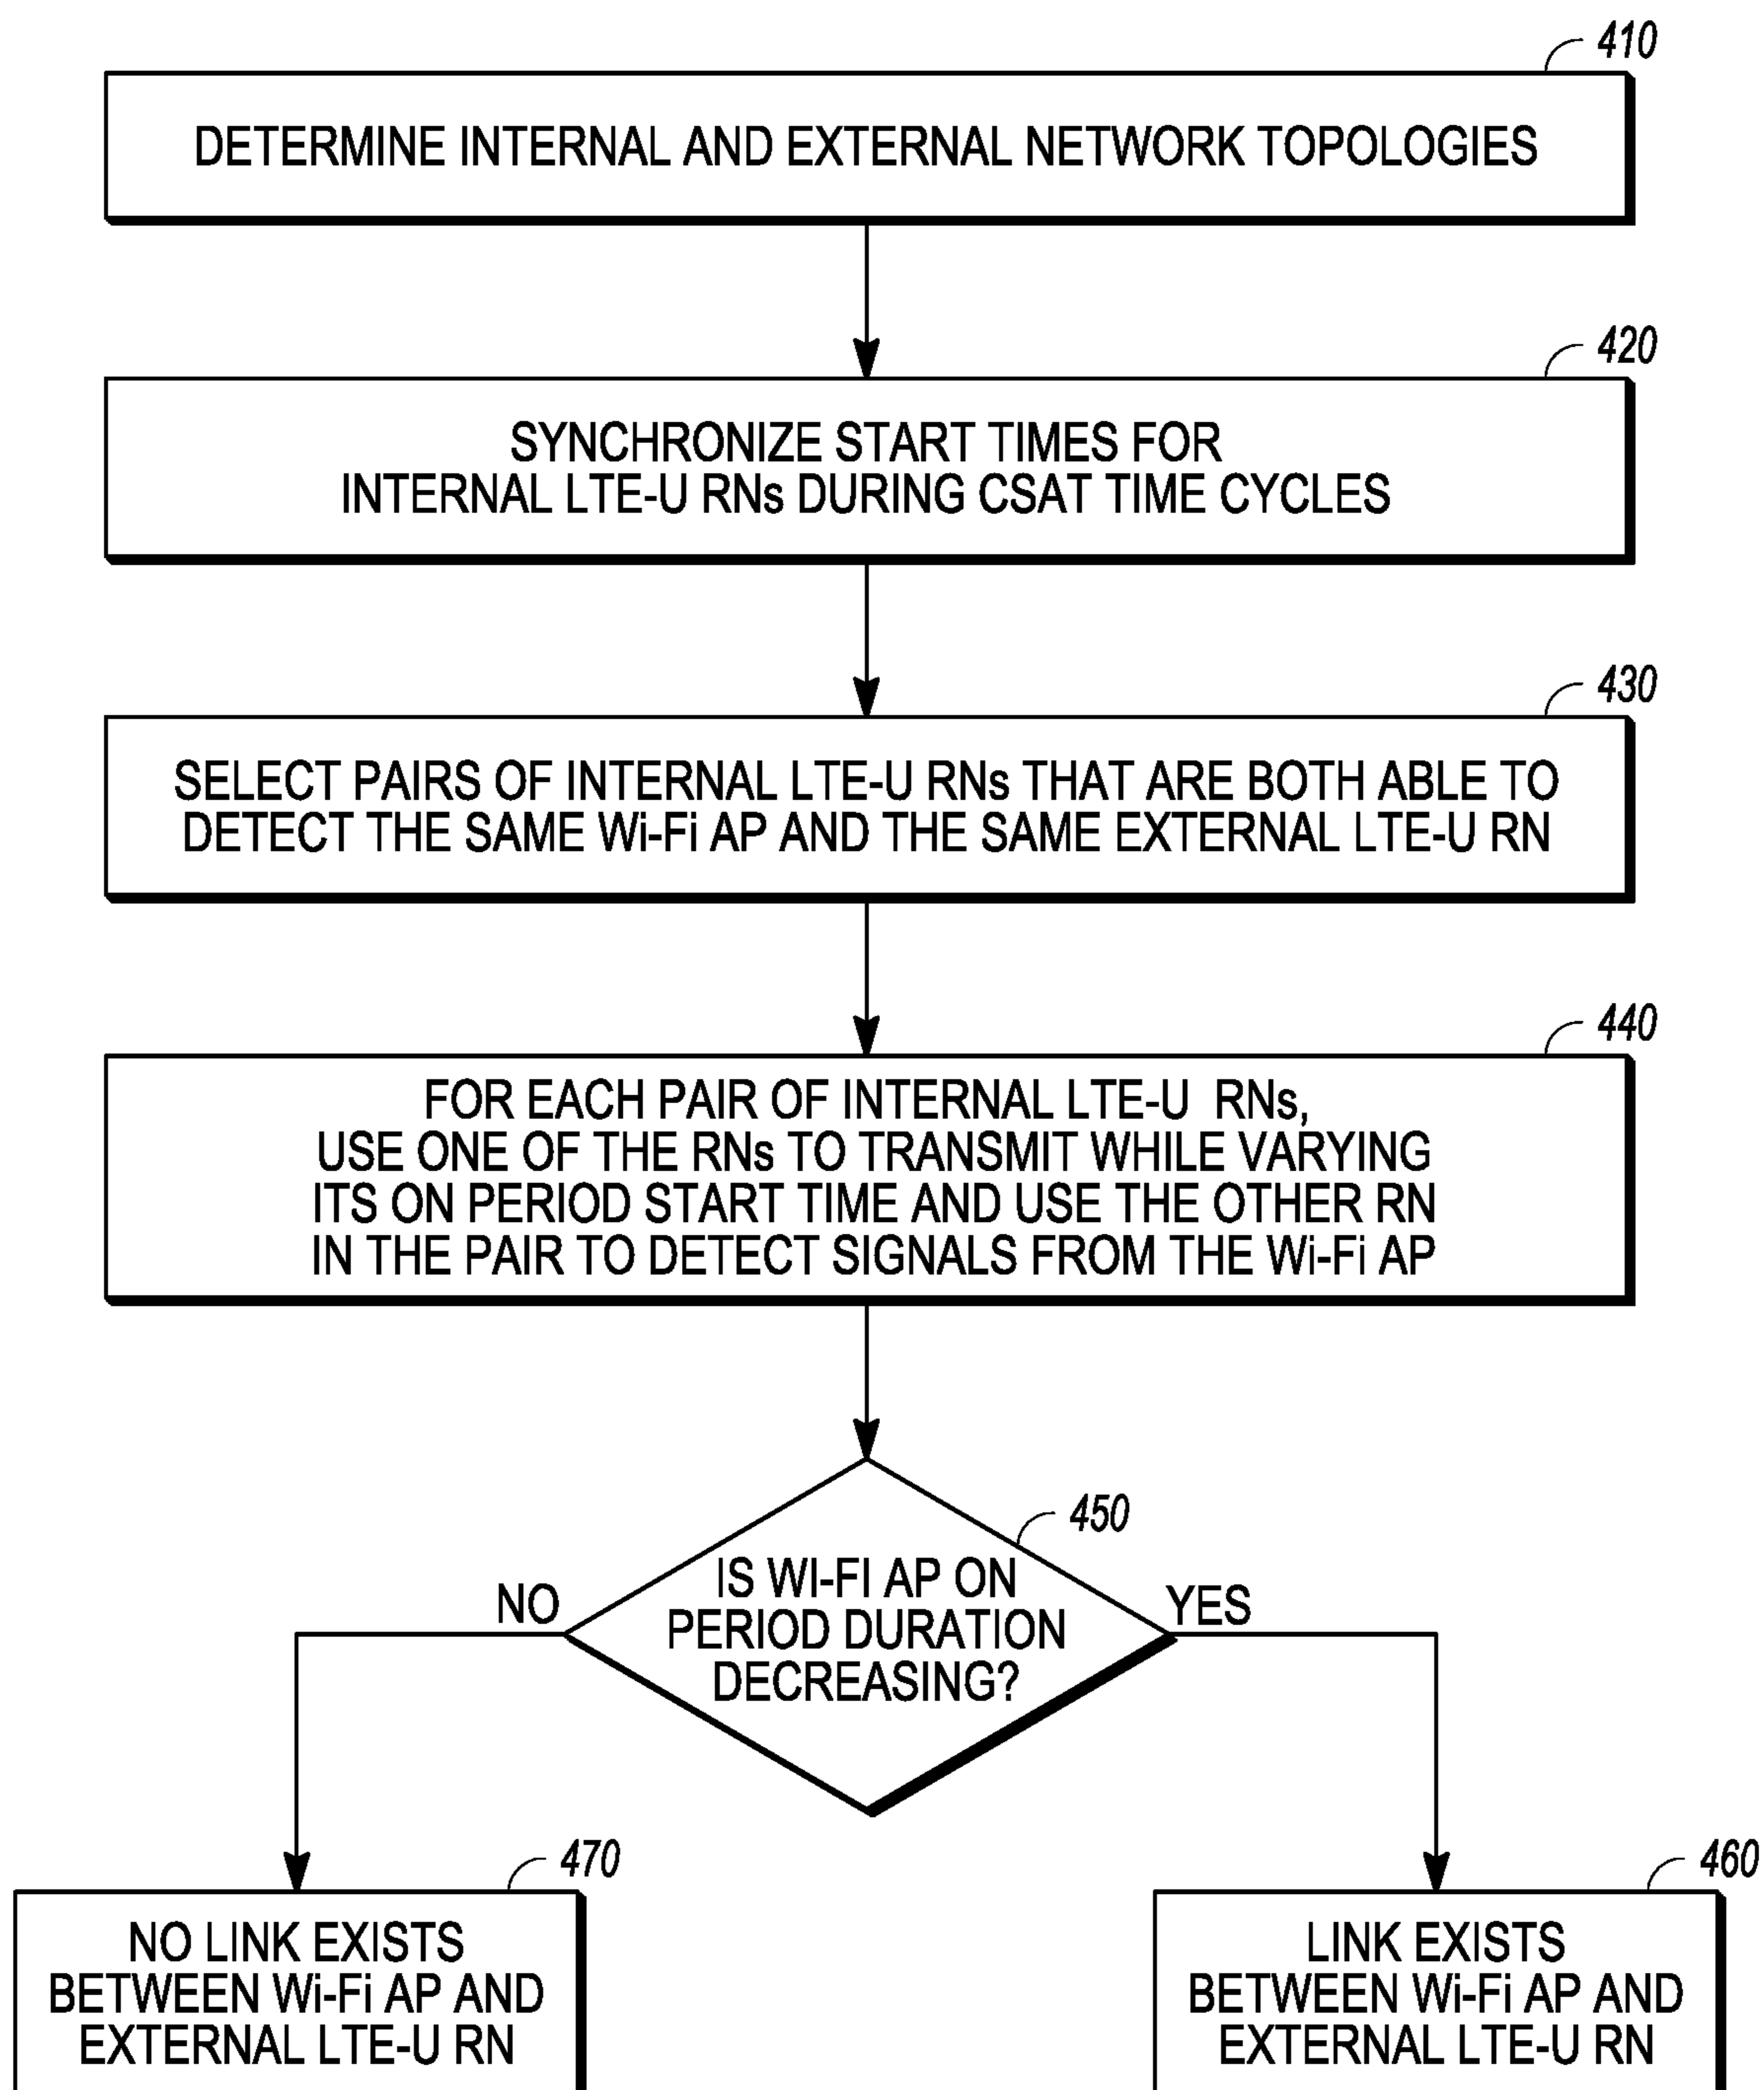 410
DETERMINE INTERNAL AND EXTERNAL NETWORK TOPOLOGIES
420
SYNCHRONIZE START TIMES FOR
INTERNAL LTE-U RNs DURING CSAT TIME CYCLES
430
SELECT PAIRS OF INTERNAL LTE-U RNs THAT ARE BOTH ABLE TO
DETECT THE SAME Wi-Fi AP AND THE SAME EXTERNAL LTE-U RN
440
FOR EACH PAIR OF INTERNAL LTE-U RNs,
USE ONE OF THE RNs TO TRANSMIT WHILE VARYING
ITS ON PERIOD START TIME AND USE THE OTHER RN
IN THE PAIR TO DETECT SIGNALS FROM THE Wi-Fi AP
450
IS WI-FI AP ON
PERIOD DURATION
DECREASING?
NO
YES
470
NO LINK EXISTS
BETWEEN Wi-Fi AP AND
EXTERNAL LTE-U RN
460
LINK EXISTS
BETWEEN Wi-Fi AP AND
EXTERNAL LTE-U RN